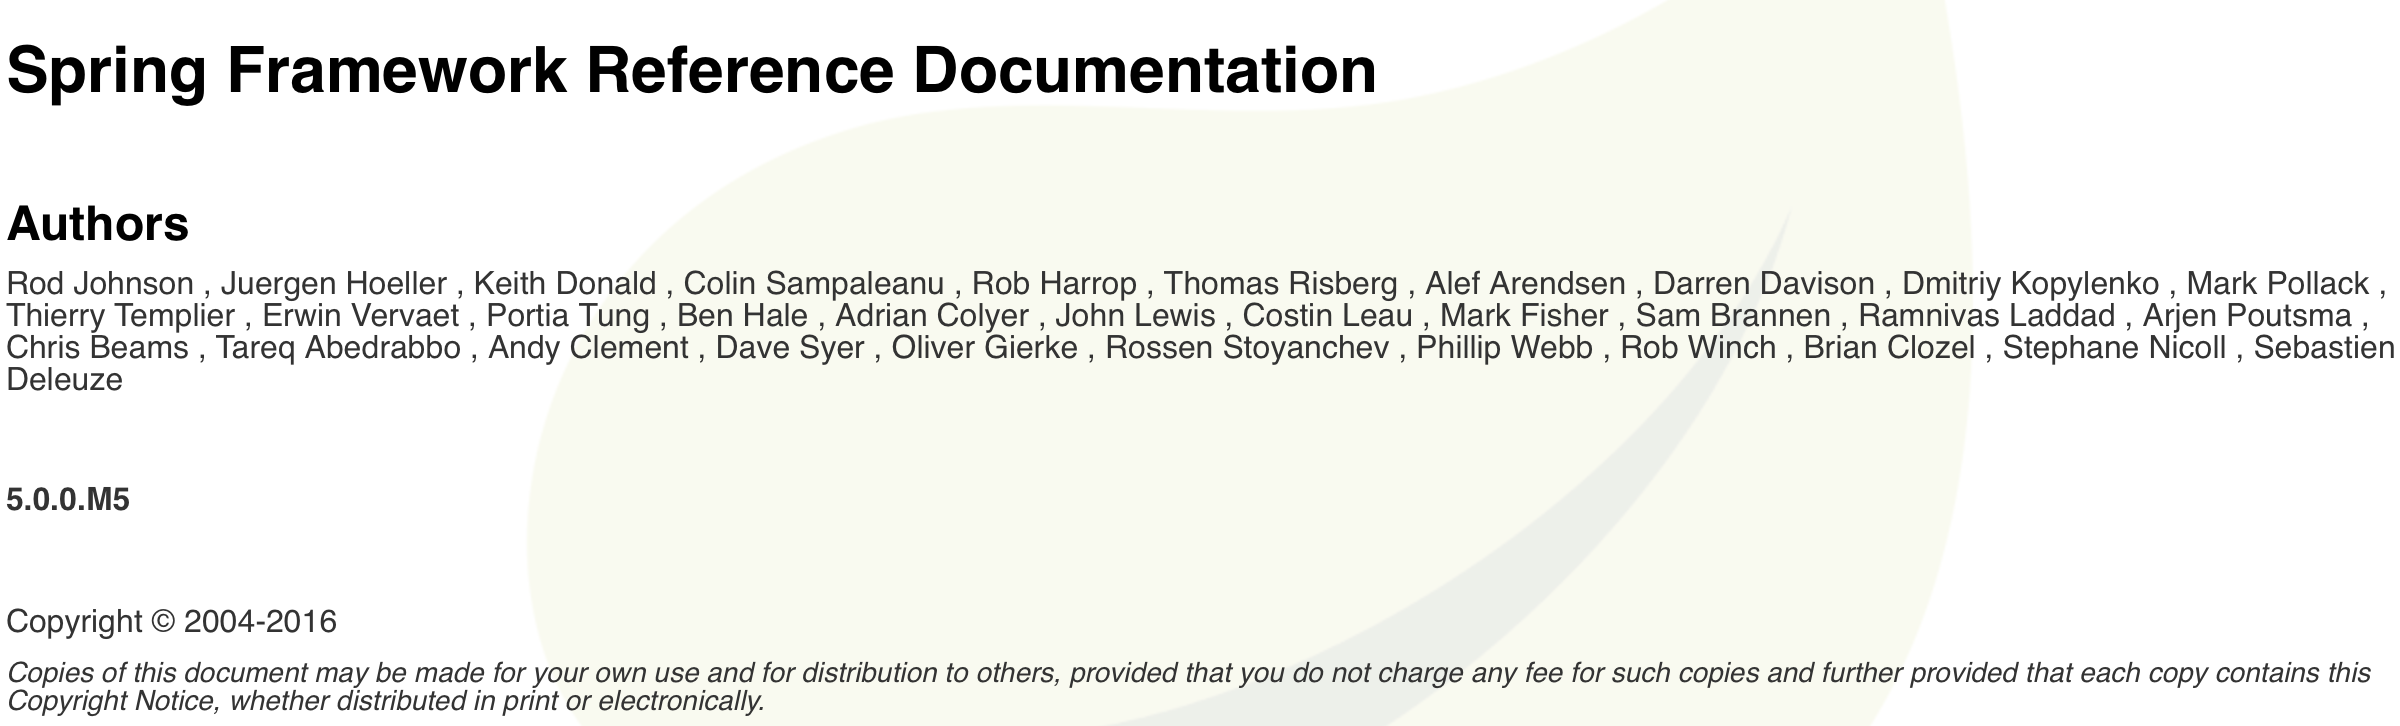 Spring Framework Reference Documentation
Authors
Rod Johnson , Juergen Hoeller , Keith Donald , Colin Sampaleanu , Rob Harrop , Thomas Risberg , Alef Arendsen , Darren Davison , Dmitriy Kopylenko , Mark Pollack ,
Thierry Templier , Erwin Vervaet , Portia Tung , Ben Hale , Adrian Colyer , John Lewis , Costin Leau , Mark Fisher , Sam Brannen , Ramnivas Laddad , Arjen Poutsma ,
Chris Beams , Tareq Abedrabbo , Andy Clement , Dave Syer , Oliver Gierke , Rossen Stoyanchev , Phillip Webb , Rob Winch , Brian Clozel , Stephane Nicoll , Sebastien
Deleuze
5.0.0.M5
Copyright © 2004-2016
Copies of this document may be made for your own use and for distribution to others, provided that you do not charge any fee for such copies and further provided that each copy contains this
Copyright Notice, whether distributed in print or electronically.